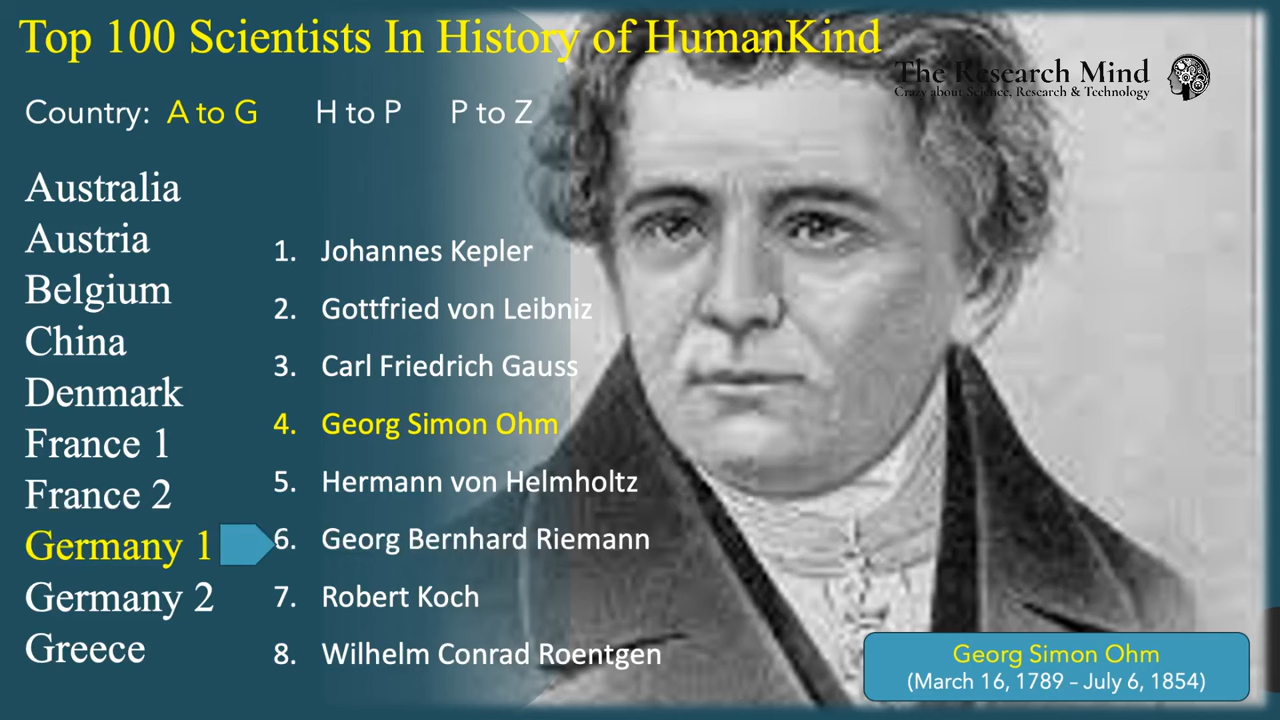 Top 100 Scientists In History of HumanKind
The Research Mind
Crazy about Science, Research & Technology
Country: A to G H to P P to Z
Australia
Austria
Belgium
China
Denmark
France 1
France 2
Germany 1
Germany 2
Greece
1. Johannes Kepler
2. Gottfried von Leibniz
3. Carl Friedrich Gauss
4. Georg Simon Ohm
5. Hermann von Helmholtz
6. Georg Bernhard Riemann
7. Robert Koch
8. Wilhelm Conrad Roentgen
Georg Simon Ohm
(March 16, 1789 – July 6, 1854)